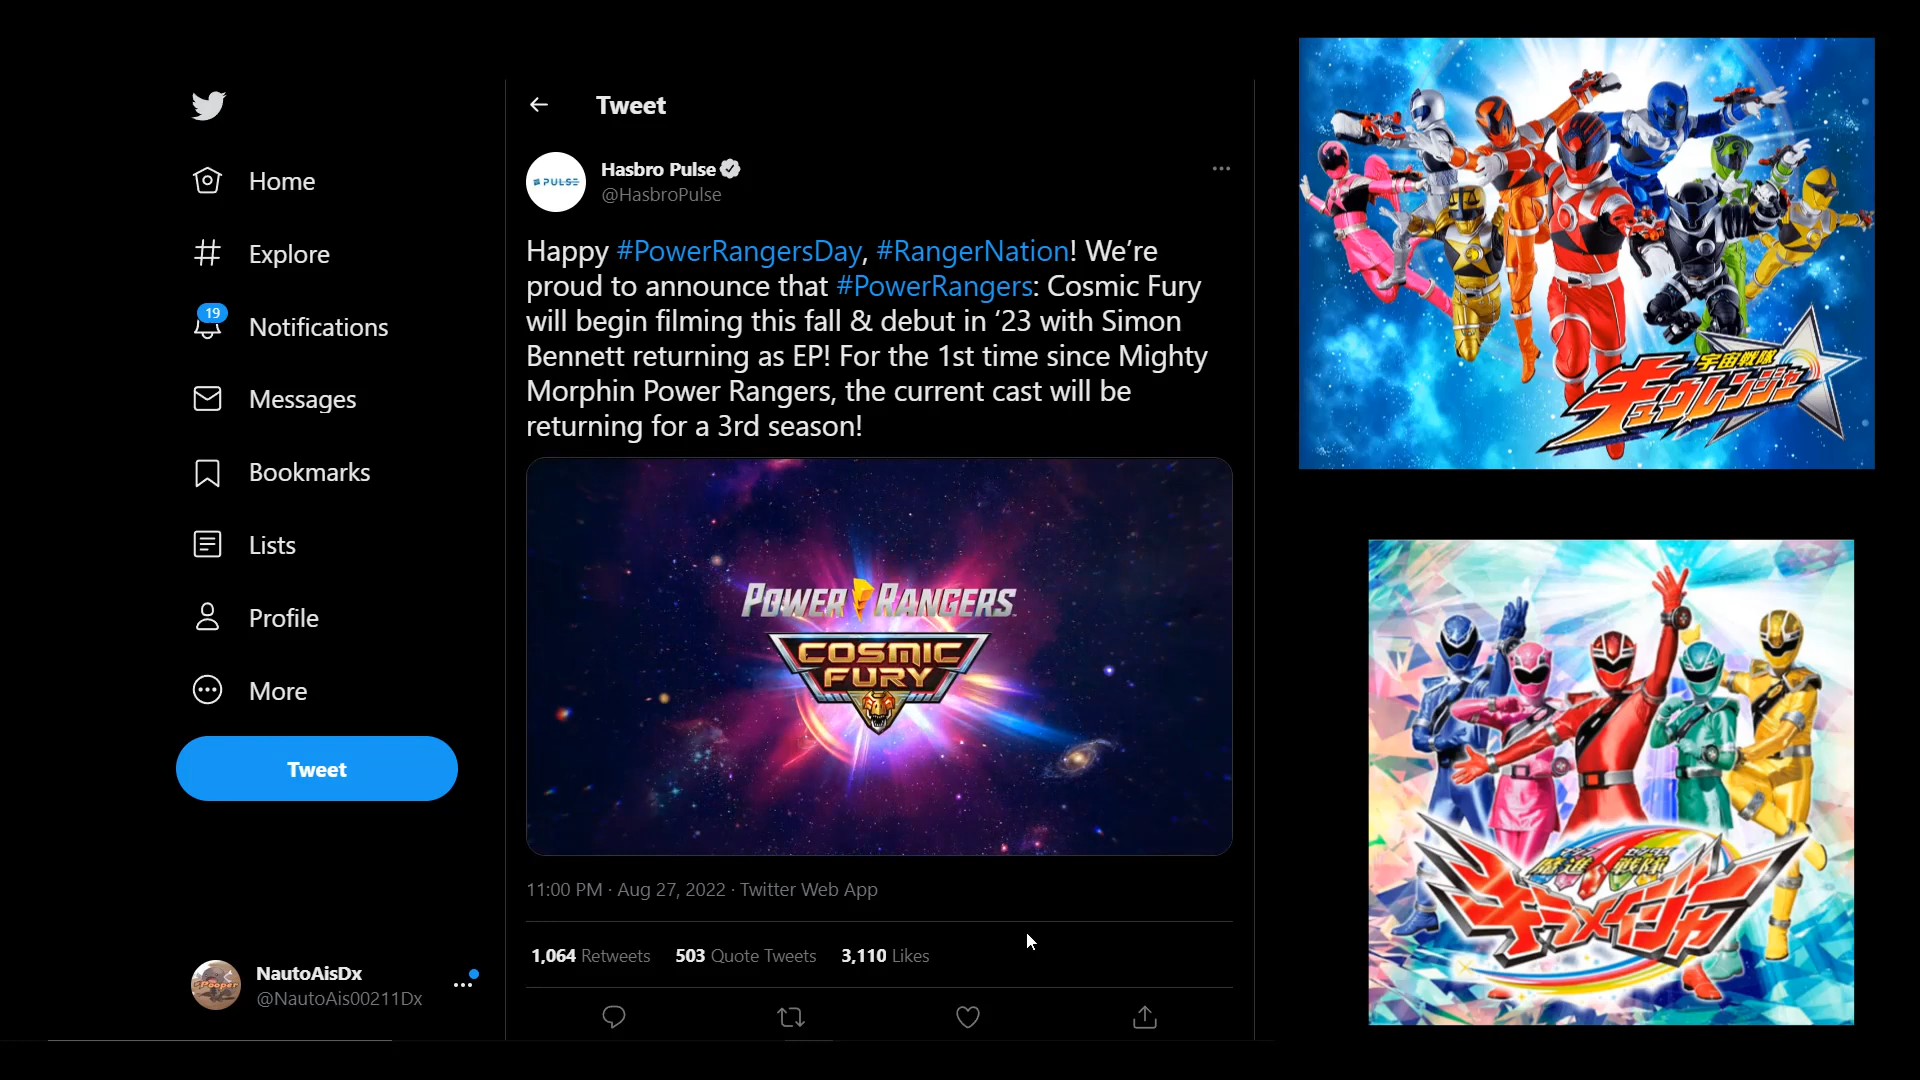 Home
Explore
19
Notifications
Messages
Bookmarks
Lists
Profile
More
Tweet
NautoAisDx
@NautoAis00211Dx
Tweet
PULSE
Hasbro Pulse
@HasbroPulse
Happy #PowerRangersDay, #RangerNation! We’re
proud to announce that #PowerRangers: Cosmic Fury
will begin filming this fall & debut in ‘23 with Simon
Bennett returning as EP! For the 1st time since Mighty
Morphin Power Rangers, the current cast will be
returning for a 3rd season!
POWER RANGERS
COSMIC
FURY
11:00 PM · Aug 27, 2022 · Twitter Web App
1,064 Retweets 503 Quote Tweets 3,110 Likes
宇宙戦隊
キュウレンジャー
魔進戦隊
キラメイジャー